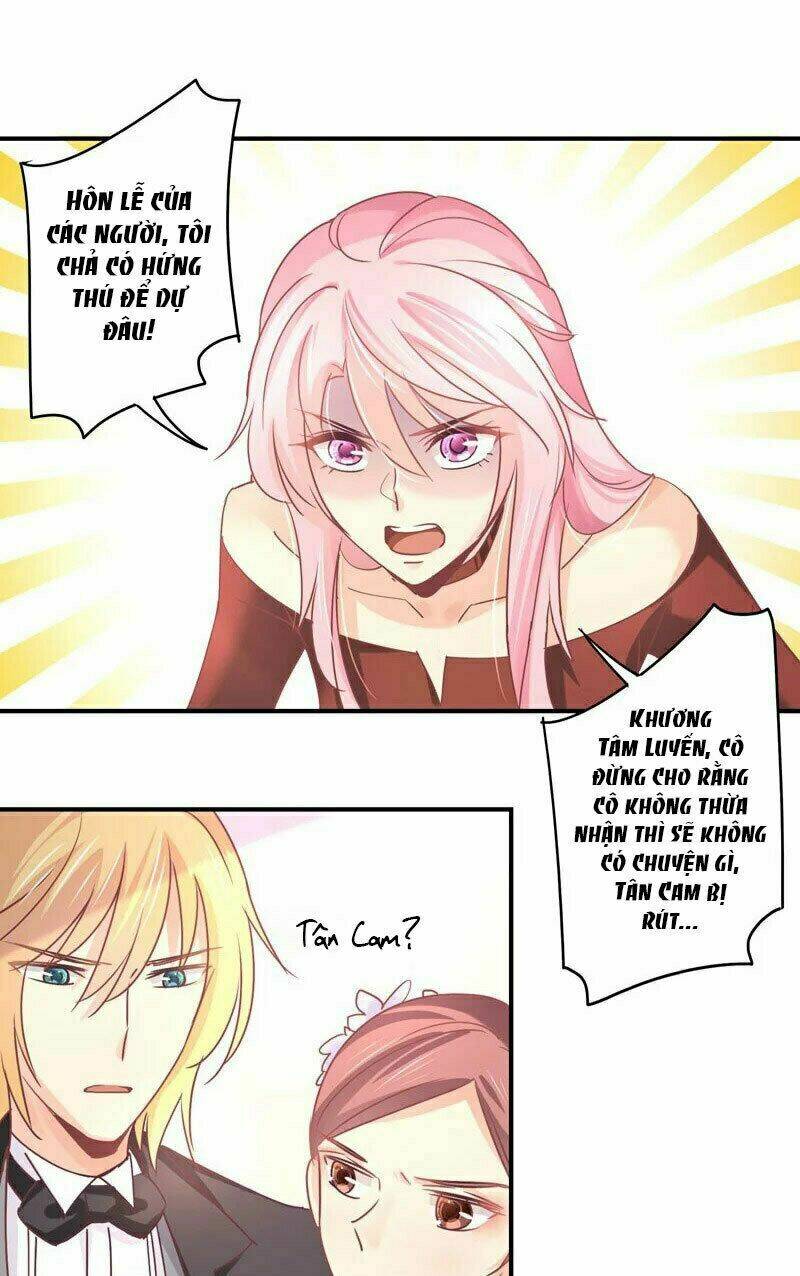 HÔN LỄ CỦA
CÁC NGƯỜI, TÔI
CHẢ CÓ HỨNG
THÚ ĐỂ DỰ
ĐÂU!
KHƯƠNG
TÂM LUYẾN, CÔ
ĐỪNG CHO RẰNG
CÔ KHÔNG THỪA
NHẬN THÌ SẼ KHÔNG
CÓ CHUYỆN GÌ,
TÂN CAM BỊ
RÚT...
Tân Cam?